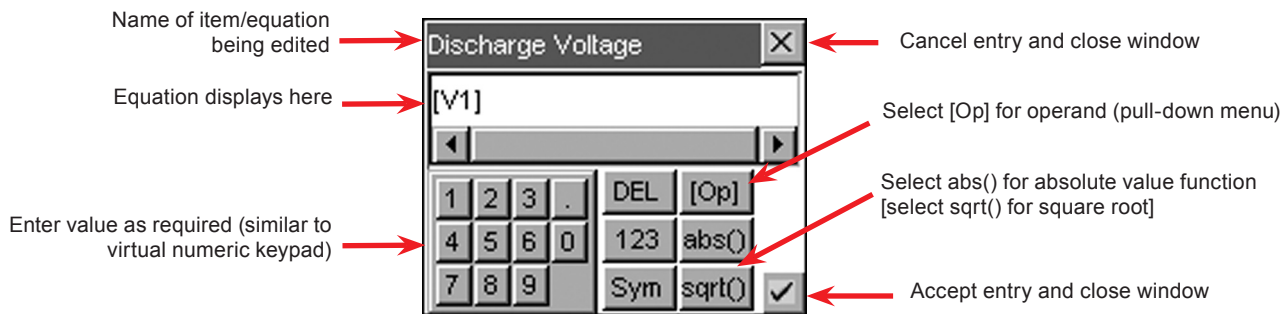 Name of item/equation
being edited
Discharge Voltage
Cancel entry and close window
Equation displays here
[V1]
Select [Op] for operand (pull-down menu)
1 2 3 . DEL [Op]
Select abs() for absolute value function
[select sqrt() for square root]
Enter value as required (similar to
virtual numeric keypad)
4 5 6 0 123 abs()
7 8 9 Sym sqrt()
Accept entry and close window